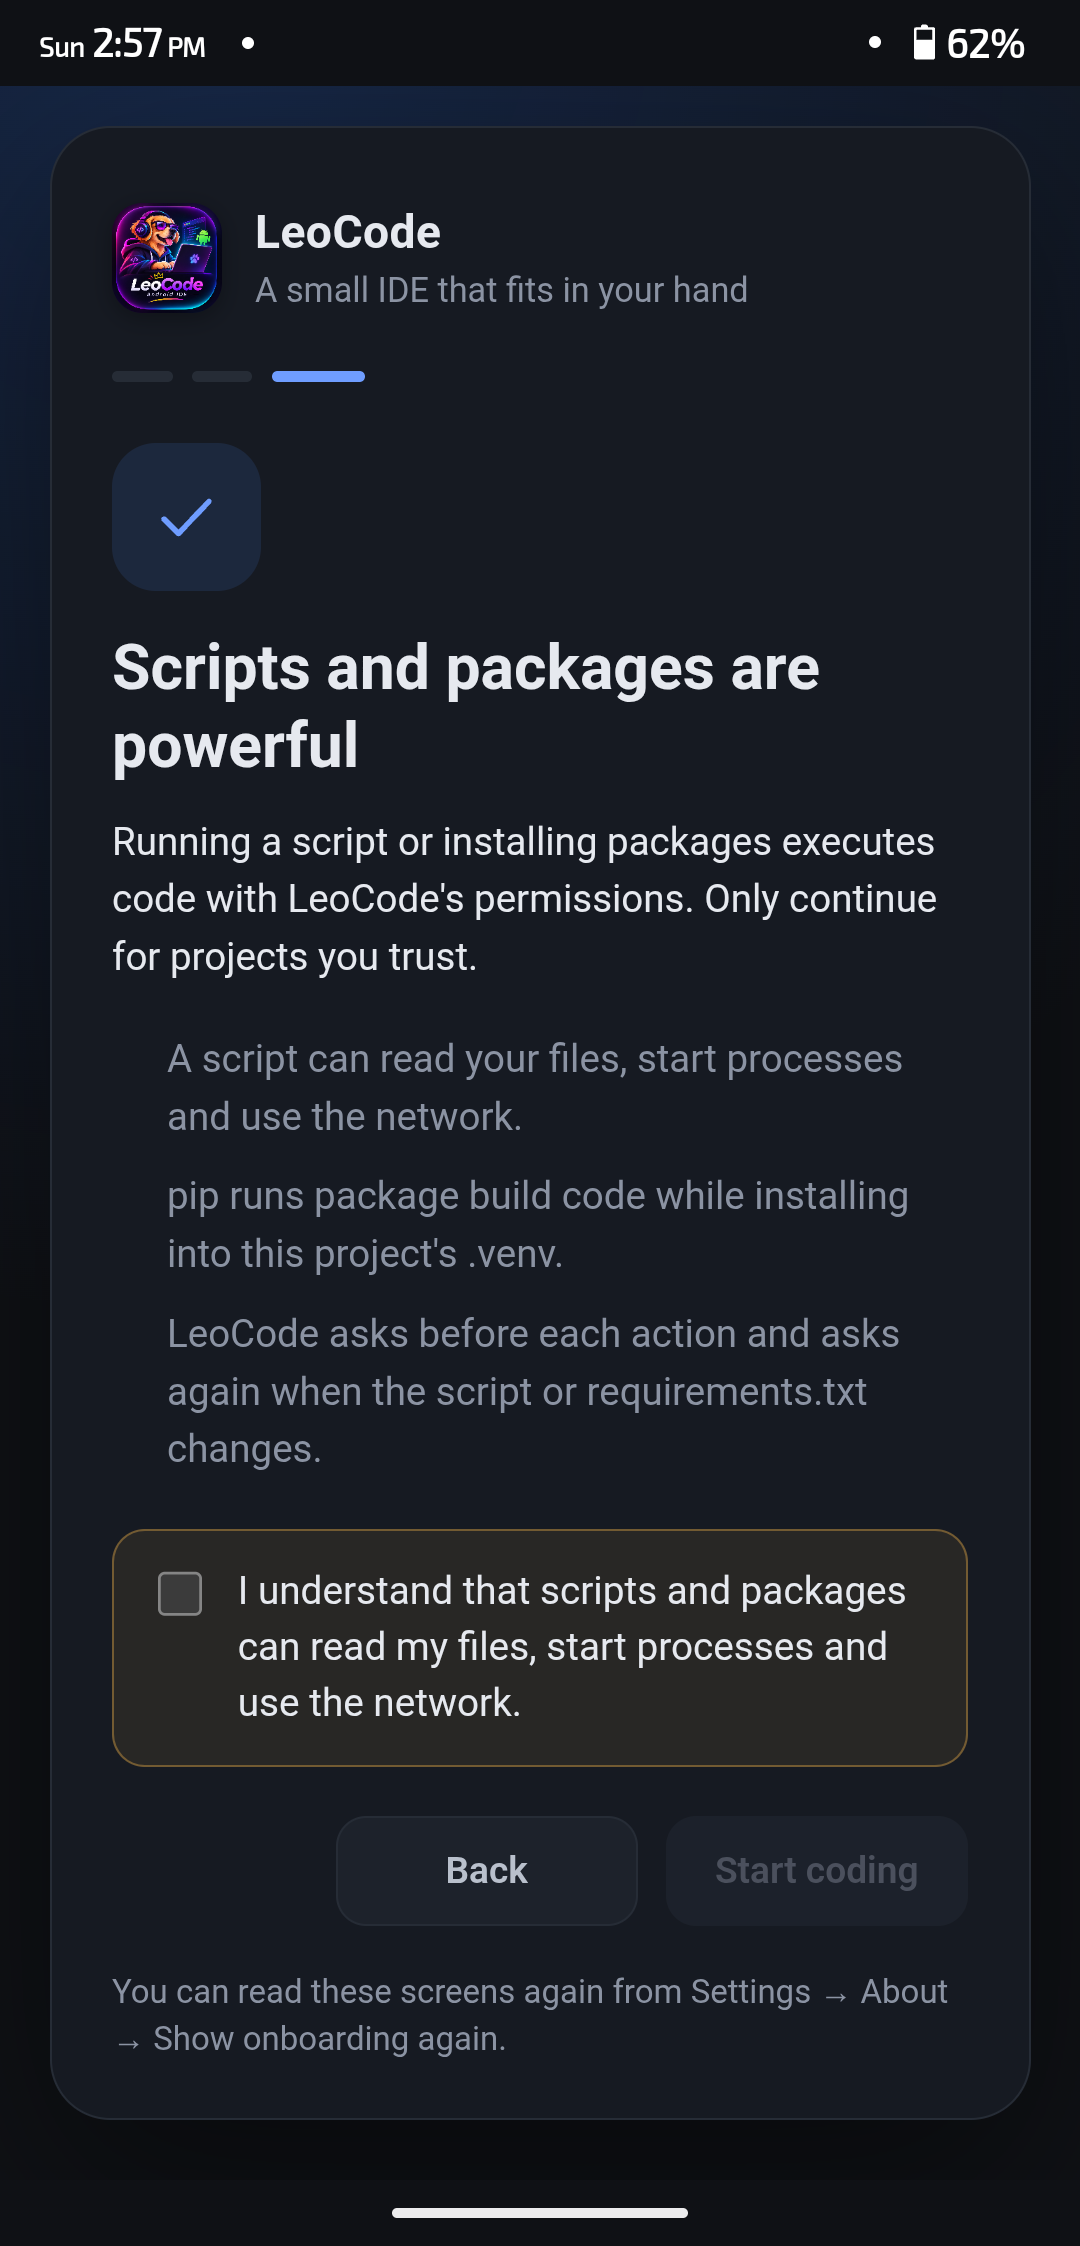 Sun 2:57 PM
62%
LeoCode
A small IDE that fits in your hand
LeoCode
android IDE
Scripts and packages are
powerful
Running a script or installing packages executes
code with LeoCode's permissions. Only continue
for projects you trust.
A script can read your files, start processes
and use the network.
pip runs package build code while installing
into this project's .venv.
LeoCode asks before each action and asks
again when the script or requirements.txt
changes.
I understand that scripts and packages
can read my files, start processes and
use the network.
Back
Start coding
You can read these screens again from Settings → About
→ Show onboarding again.